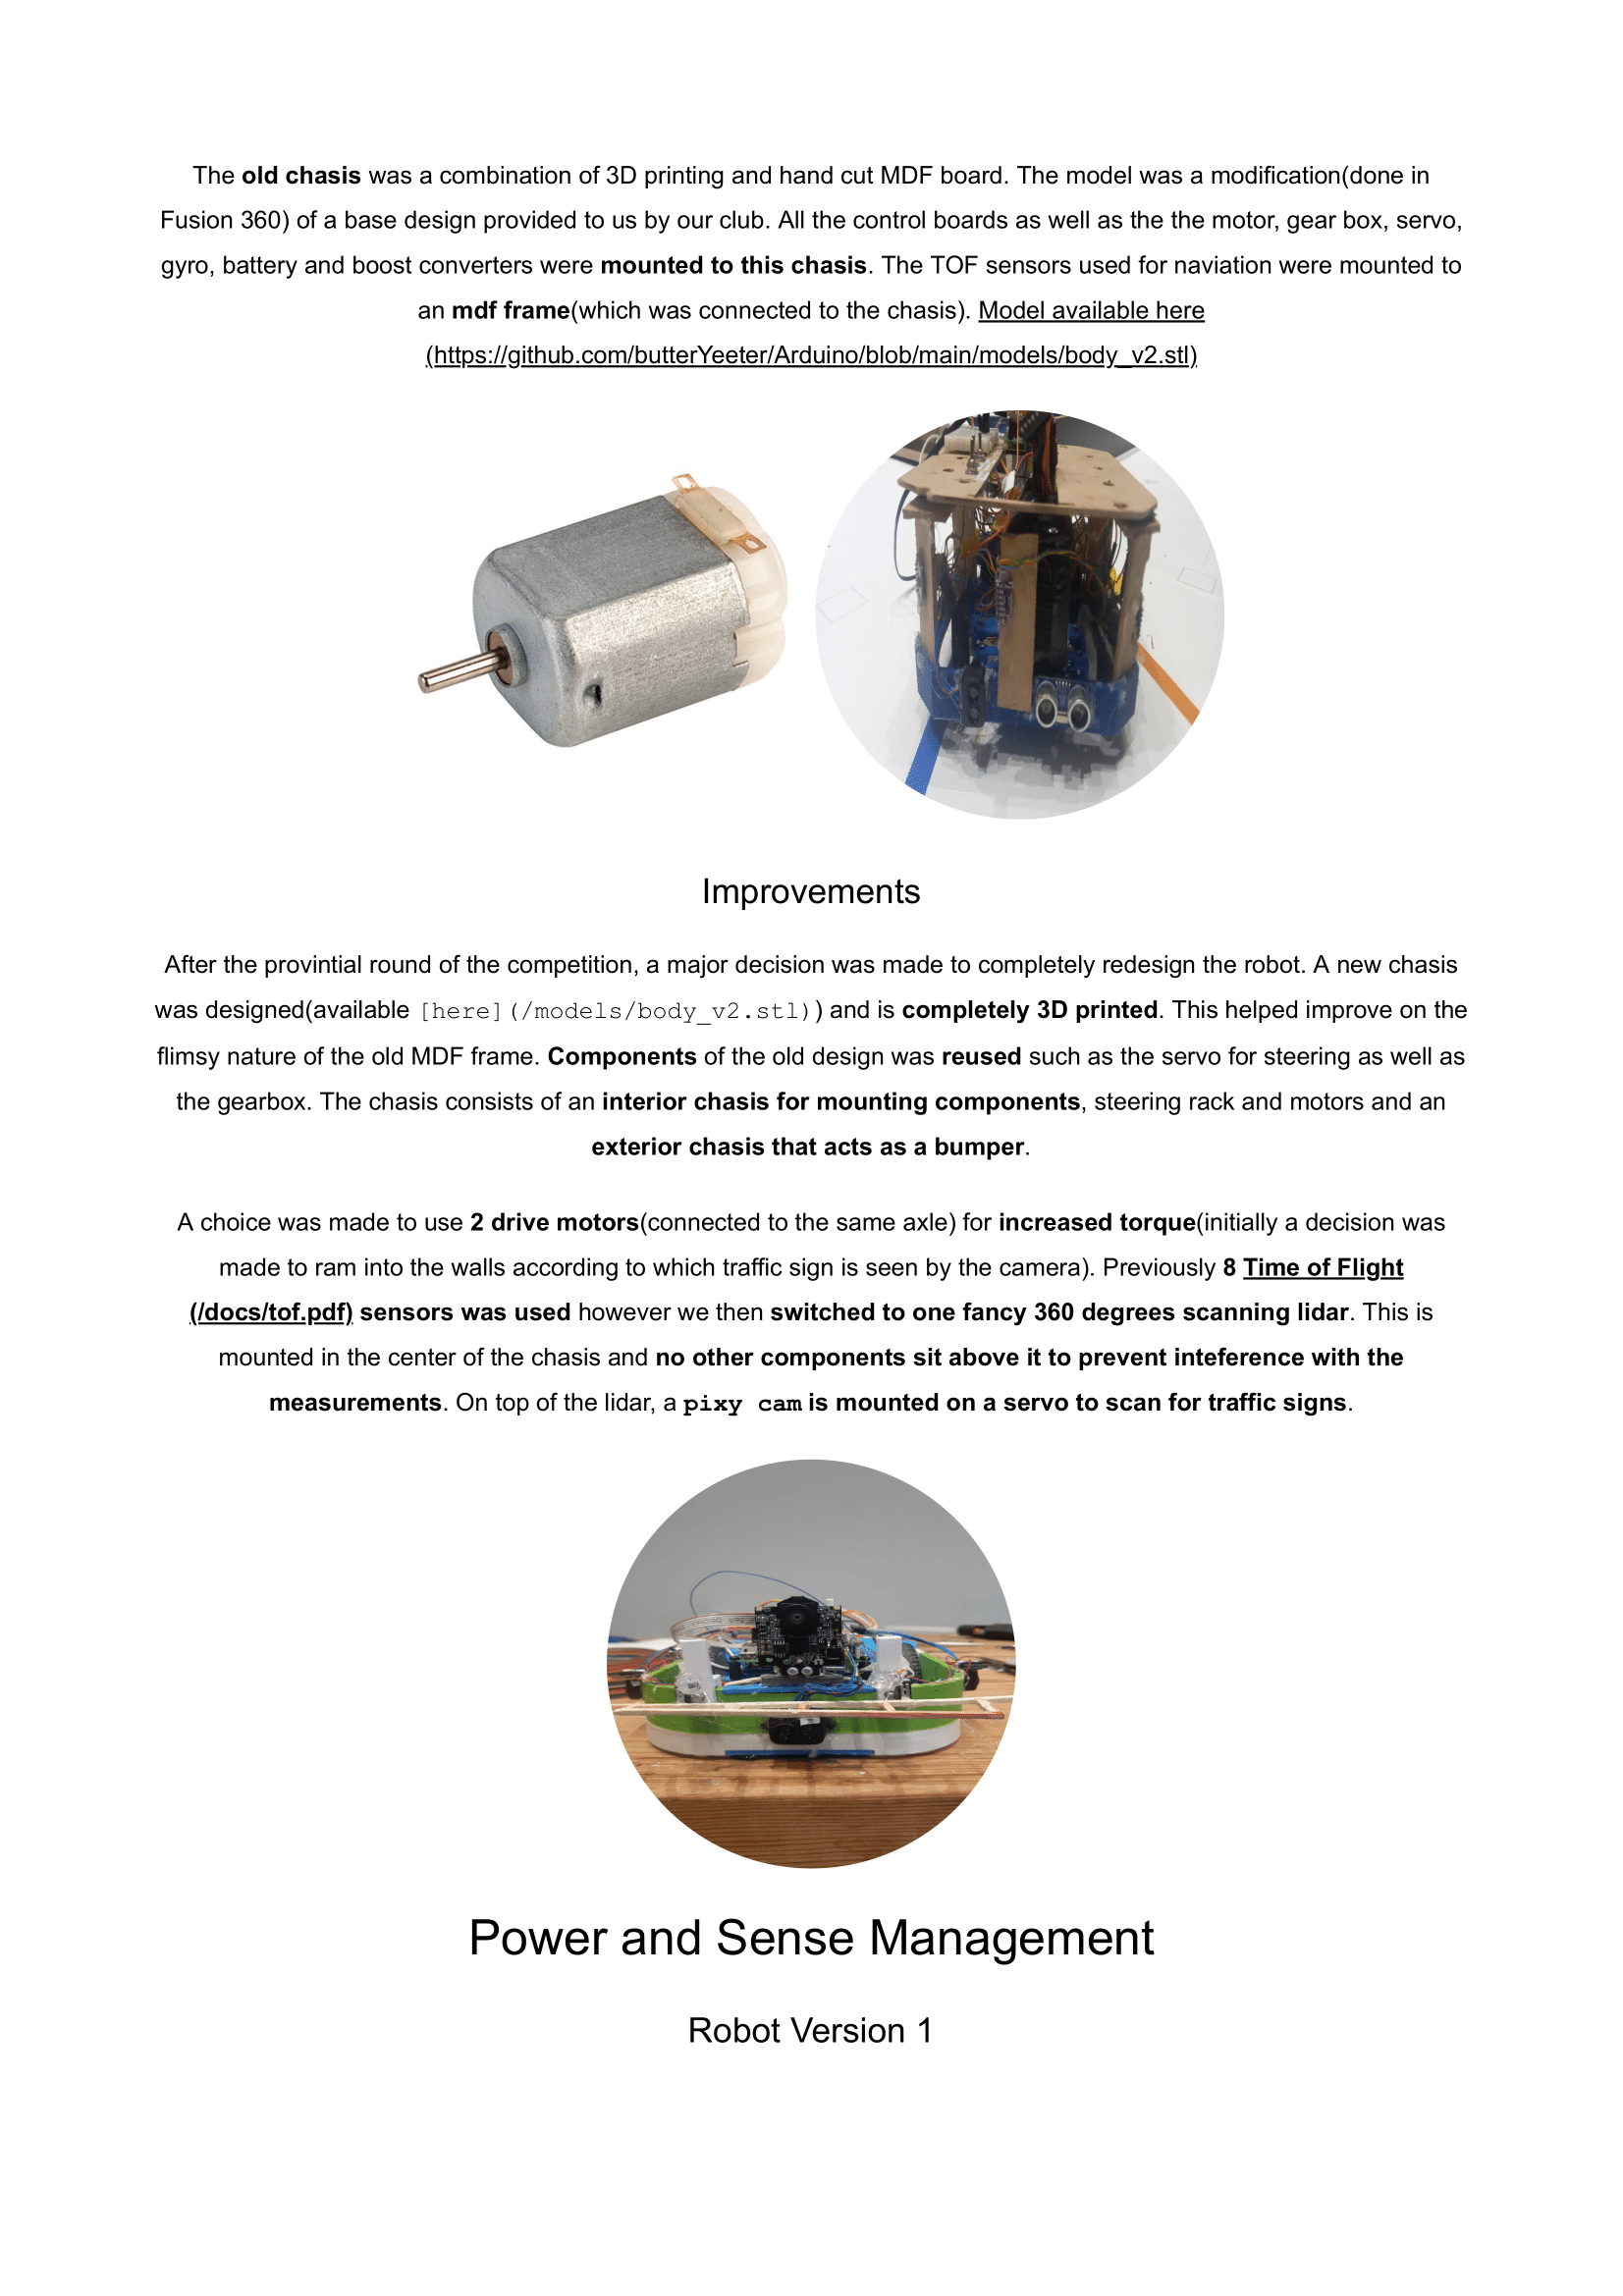 The old chasis was a combination of 3D printing and hand cut MDF board. The model was a modification(done in
Fusion 360) of a base design provided to us by our club. All the control boards as well as the the motor, gear box, servo,
gyro, battery and boost converters were mounted to this chasis. The TOF sensors used for naviation were mounted to
an mdf frame(which was connected to the chasis). Model available here
(https://github.com/butterYeeter/Arduino/blob/main/models/body_v2.stl)
Improvements
After the provintial round of the competition, a major decision was made to completely redesign the robot. A new chasis
was designed(available [here](/models/body_v2.stl)) and is completely 3D printed. This helped improve on the
flimsy nature of the old MDF frame. Components of the old design was reused such as the servo for steering as well as
the gearbox. The chasis consists of an interior chasis for mounting components, steering rack and motors and an
exterior chasis that acts as a bumper.
A choice was made to use 2 drive motors(connected to the same axle) for increased torque(initially a decision was
made to ram into the walls according to which traffic sign is seen by the camera). Previously 8 Time of Flight
(/docs/tof.pdf) sensors was used however we then switched to one fancy 360 degrees scanning lidar. This is
mounted in the center of the chasis and no other components sit above it to prevent inteference with the
measurements. On top of the lidar, a pixy cam is mounted on a servo to scan for traffic signs.
Power and Sense Management
Robot Version 1